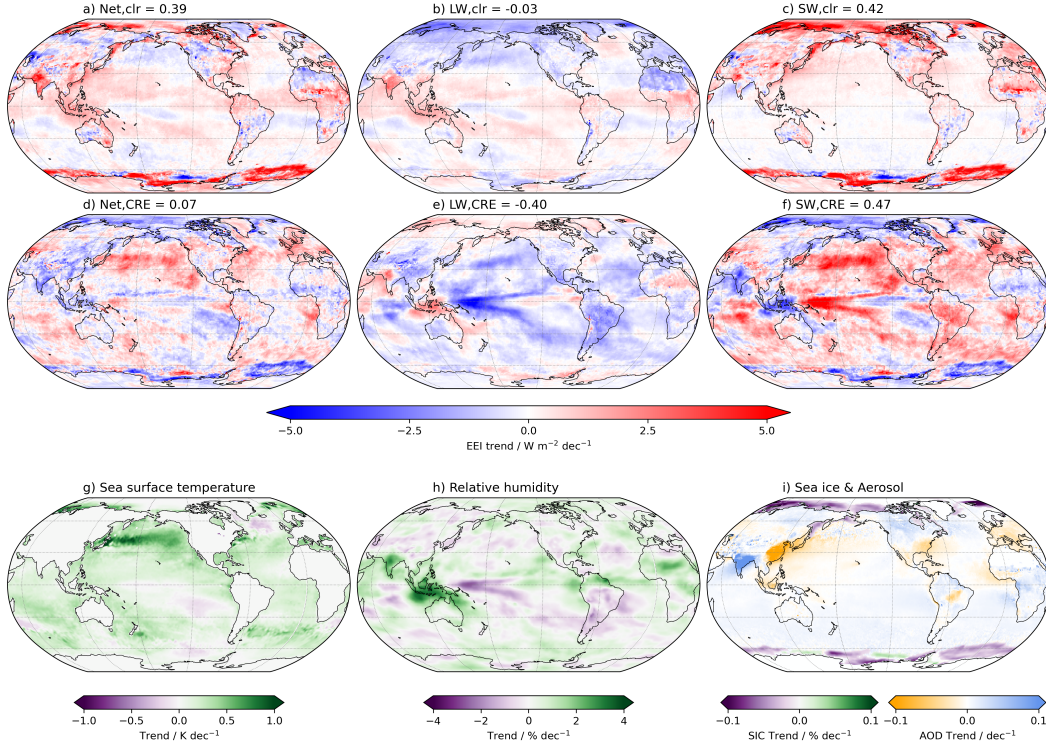 a) Net,clr = 0.39
b) LW,clr = -0.03
c) SW,clr = 0.42
d) Net,CRE = 0.07
e) LW,CRE = -0.40
f) SW,CRE = 0.47
−5.0 −2.5 0.0 2.5 5.0
EEI trend / W m⁻² dec⁻¹
g) Sea surface temperature
h) Relative humidity
i) Sea ice & Aerosol
−1.0 −0.5 0.0 0.5 1.0
Trend / K dec⁻¹
−4 −2 0 2 4
Trend / % dec⁻¹
−0.1 0.0 0.1
SIC Trend / % dec⁻¹
−0.1 0.0 0.1
AOD Trend / dec⁻¹